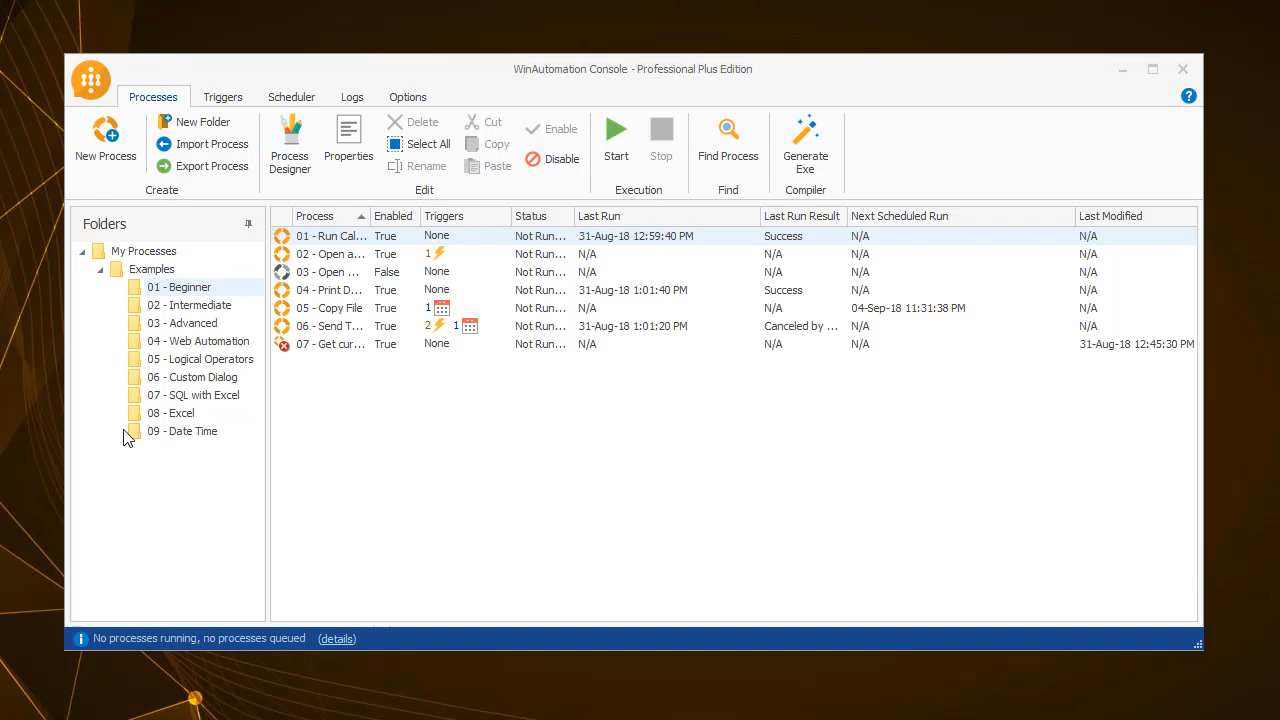 WinAutomation Console - Professional Plus Edition
Processes Triggers Scheduler Logs Options
New Process
New Folder
Import Process
Export Process
Create
Process Designer
Properties
Delete
Select All
Rename
Cut
Copy
Paste
Enable
Disable
Edit
Start
Stop
Execution
Find Process
Find
Generate Exe
Compiler
Folders
My Processes
Examples
01 - Beginner
02 - Intermediate
03 - Advanced
04 - Web Automation
05 - Logical Operators
06 - Custom Dialog
07 - SQL with Excel
08 - Excel
09 - Date Time
Process Enabled Triggers Status Last Run Last Run Result Next Scheduled Run Last Modified
01 - Run Cal... True None Not Run... 31-Aug-18 12:59:40 PM Success N/A N/A
02 - Open a... True 1 Not Run... N/A N/A N/A N/A
03 - Open ... False None Not Run... N/A N/A N/A N/A
04 - Print D... True None Not Run... 31-Aug-18 1:01:40 PM Success N/A N/A
05 - Copy File True 1 Not Run... N/A N/A 04-Sep-18 11:31:38 PM N/A
06 - Send T... True 2 1 Not Run... 31-Aug-18 1:01:20 PM Canceled by ... N/A N/A
07 - Get cur... True None Not Run... N/A N/A N/A 31-Aug-18 12:45:30 PM
No processes running, no processes queued (details)